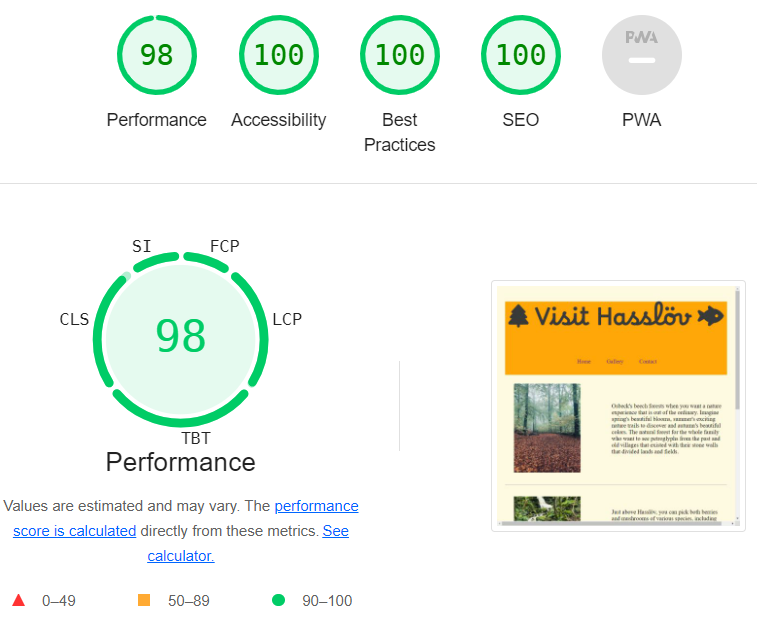 98
100
100
100
PWA
Performance
Accessibility
Best
Practices
SEO
PWA
SI
FCP
CLS
98
LCP
TBT
Performance
Values are estimated and may vary. The performance
score is calculated directly from these metrics. See
calculator.
0–49
50–89
90–100
Visit Hasslöv
Home
Gallery
Contact
Osbeck's beech forests when you want a nature
experience that is out of the ordinary. Imagine
spring's beautiful blooms, summer's exciting
nature trails to discover and autumn's beautiful
colors. The natural forest for the whole family
who want to see petroglyphs from the past and
old villages that existed with their stone walls
that divided lands and fields.
Just above Hasslöv, you can pick both berries
and mushrooms of various species, including